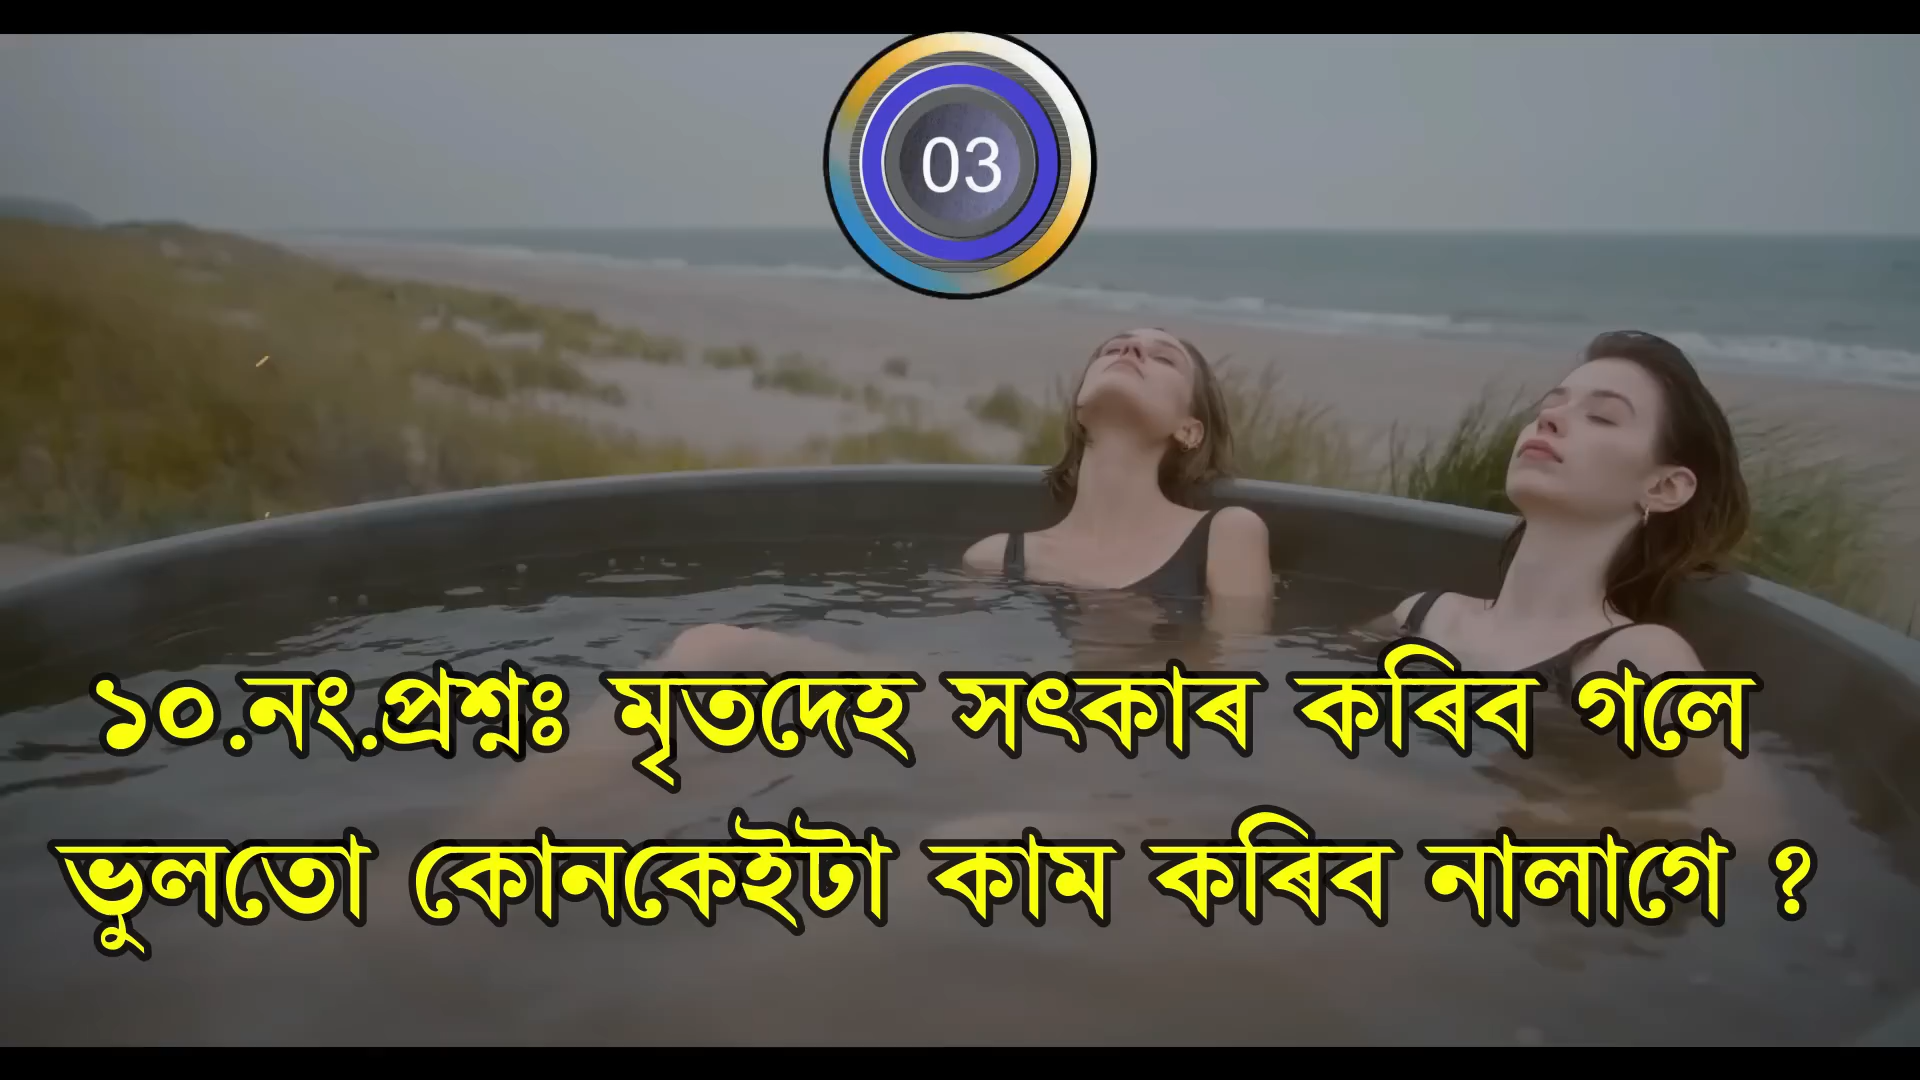 03
১০.নং.প্ৰশ্নঃ মৃতদেহ সৎকাৰ কৰিব গলে
ভুলতো কোনকেইটা কাম কৰিব নালাগে ?